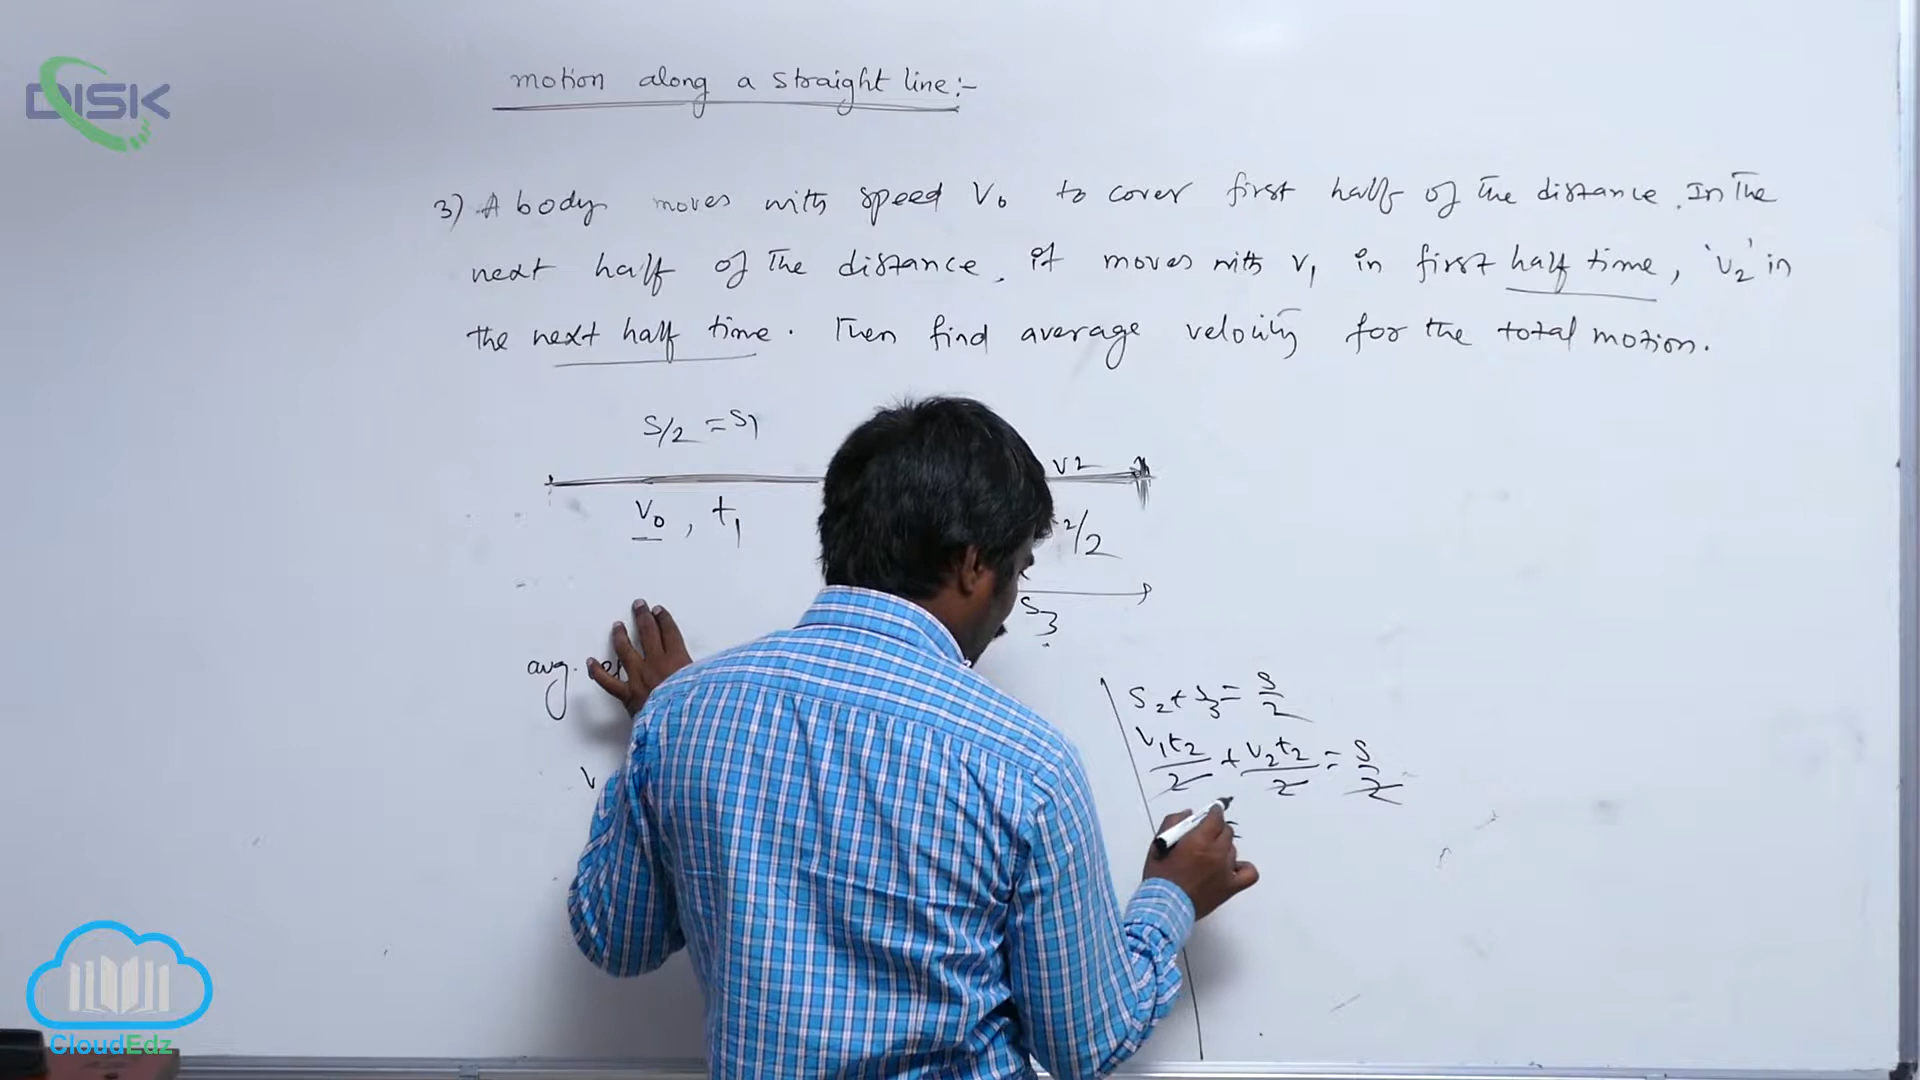 DISK
motion along a straight line:-
3) A body moves with speed V₀ to cover first half of the distance. In the
next half of the distance, it moves with v₁ in first half time, 'v₂' in
the next half time. Then find average velocity for the total motion.
S/2 = S1
v2
V₀, t₁
2/2
S3
avg.
S₂ + S₃ = S/2
V₁t₂/2 + V₂t₂/2 = S/2
V
=
CloudEdz